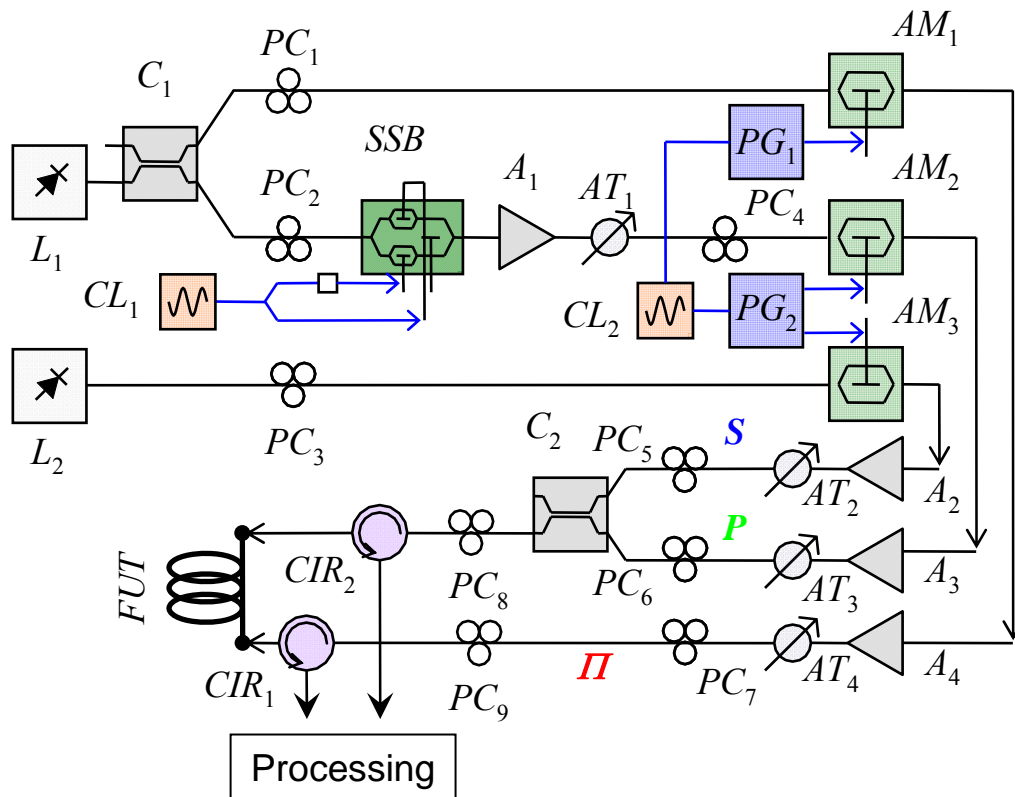 AM₁
PC₁
C₁
SSB
PG₁
AM₂
PC₂
A₁
AT₁
PC₄
L₁
CL₁
CL₂
PG₂
AM₃
L₂
PC₃
C₂
PC₅
S
AT₂
A₂
P
FUT
CIR₂
PC₈
PC₆
AT₃
A₃
CIR₁
PC₉
Π
PC₇
AT₄
A₄
Processing